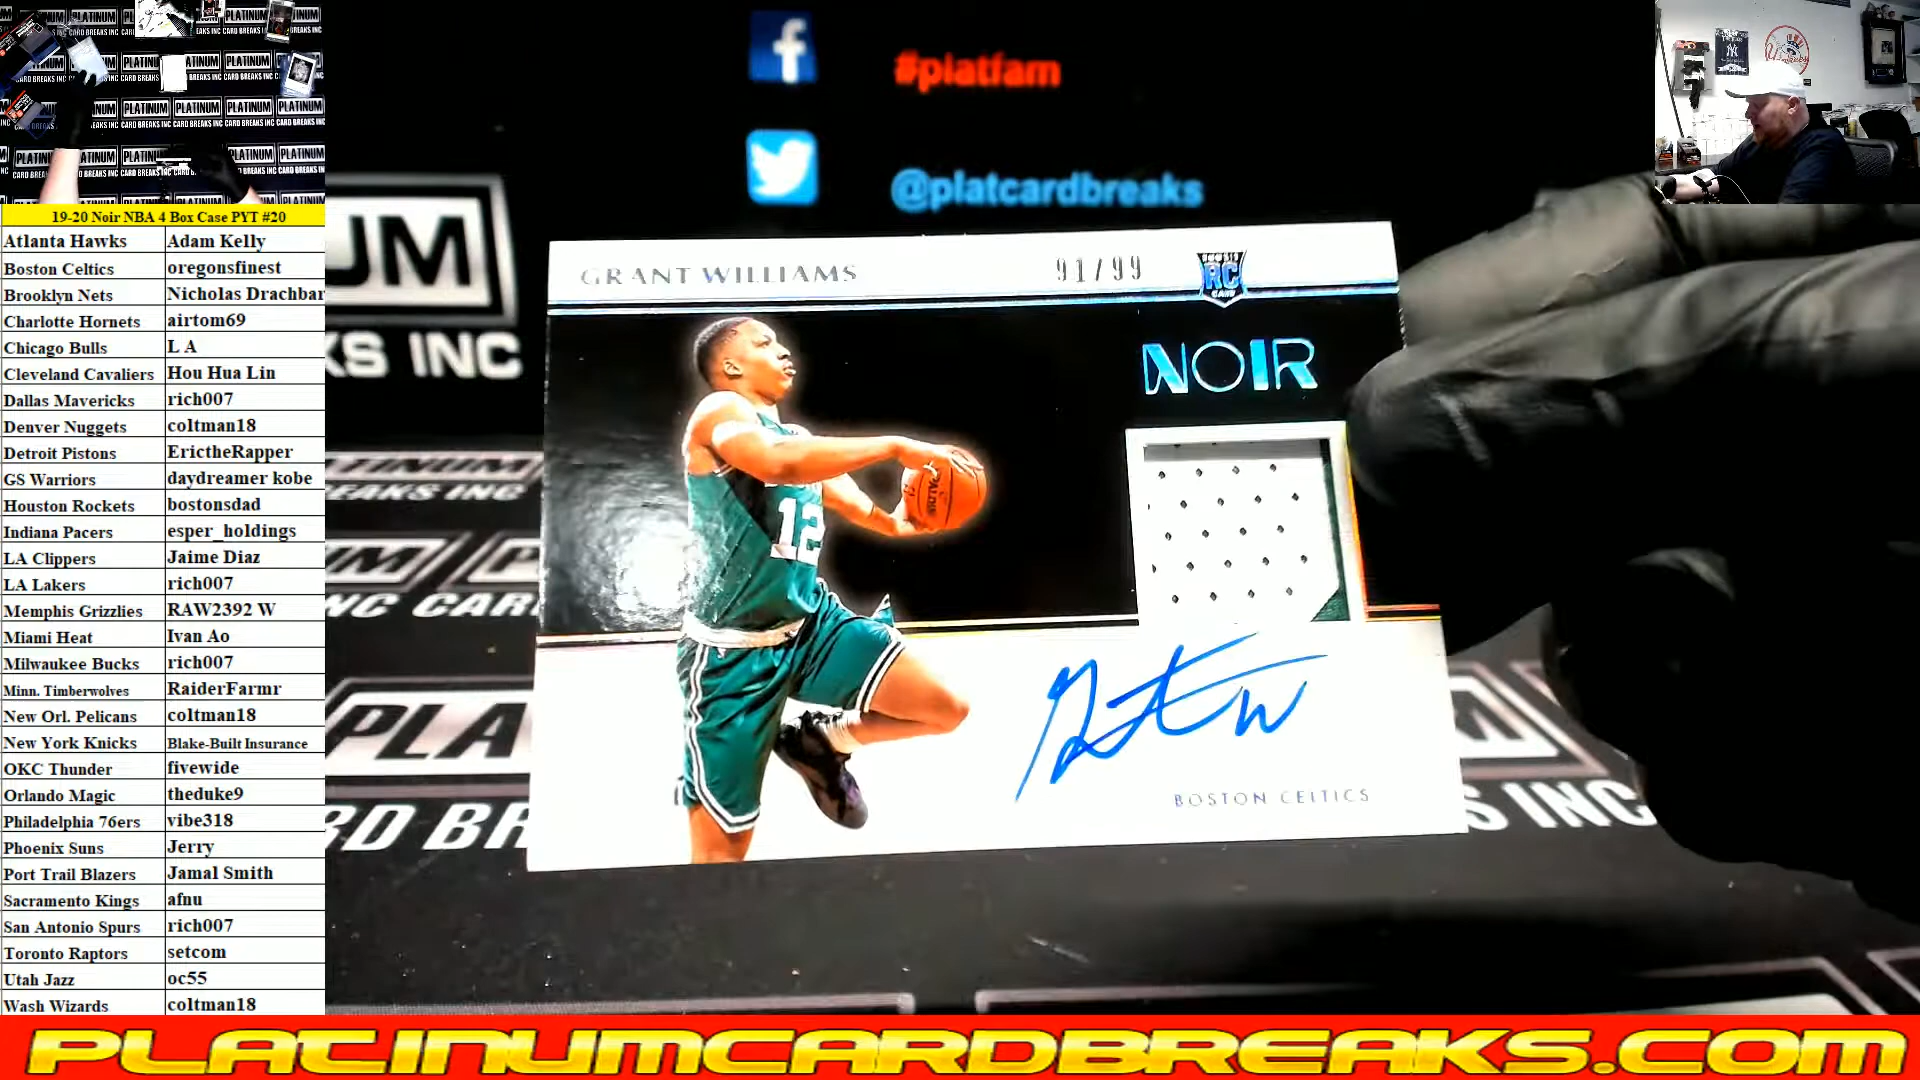 #platfam
@platcardbreaks
19-20 Noir NBA 4 Box Case PYT #20
Atlanta Hawks Adam Kelly
Boston Celtics oregonsfinest
Brooklyn Nets Nicholas Drachbar
Charlotte Hornets airtom69
Chicago Bulls L A
Cleveland Cavaliers Hou Hua Lin
Dallas Mavericks rich007
Denver Nuggets coltman18
Detroit Pistons ErictheRapper
GS Warriors daydreamer kobe
Houston Rockets bostonsdad
Indiana Pacers esper_holdings
LA Clippers Jaime Diaz
LA Lakers rich007
Memphis Grizzlies RAW2392 W
Miami Heat Ivan Ao
Milwaukee Bucks rich007
Minn. Timberwolves RaiderFarmr
New Orl. Pelicans coltman18
New York Knicks Blake-Built Insurance
OKC Thunder fivewide
Orlando Magic theduke9
Philadelphia 76ers vibe318
Phoenix Suns Jerry
Port Trail Blazers Jamal Smith
Sacramento Kings afnu
San Antonio Spurs rich007
Toronto Raptors setcom
Utah Jazz oc55
Wash Wizards coltman18
GRANT WILLIAMS 91/99 RC
NOIR
12
BOSTON CELTICS
PLATINUMCARDBREAKS.COM